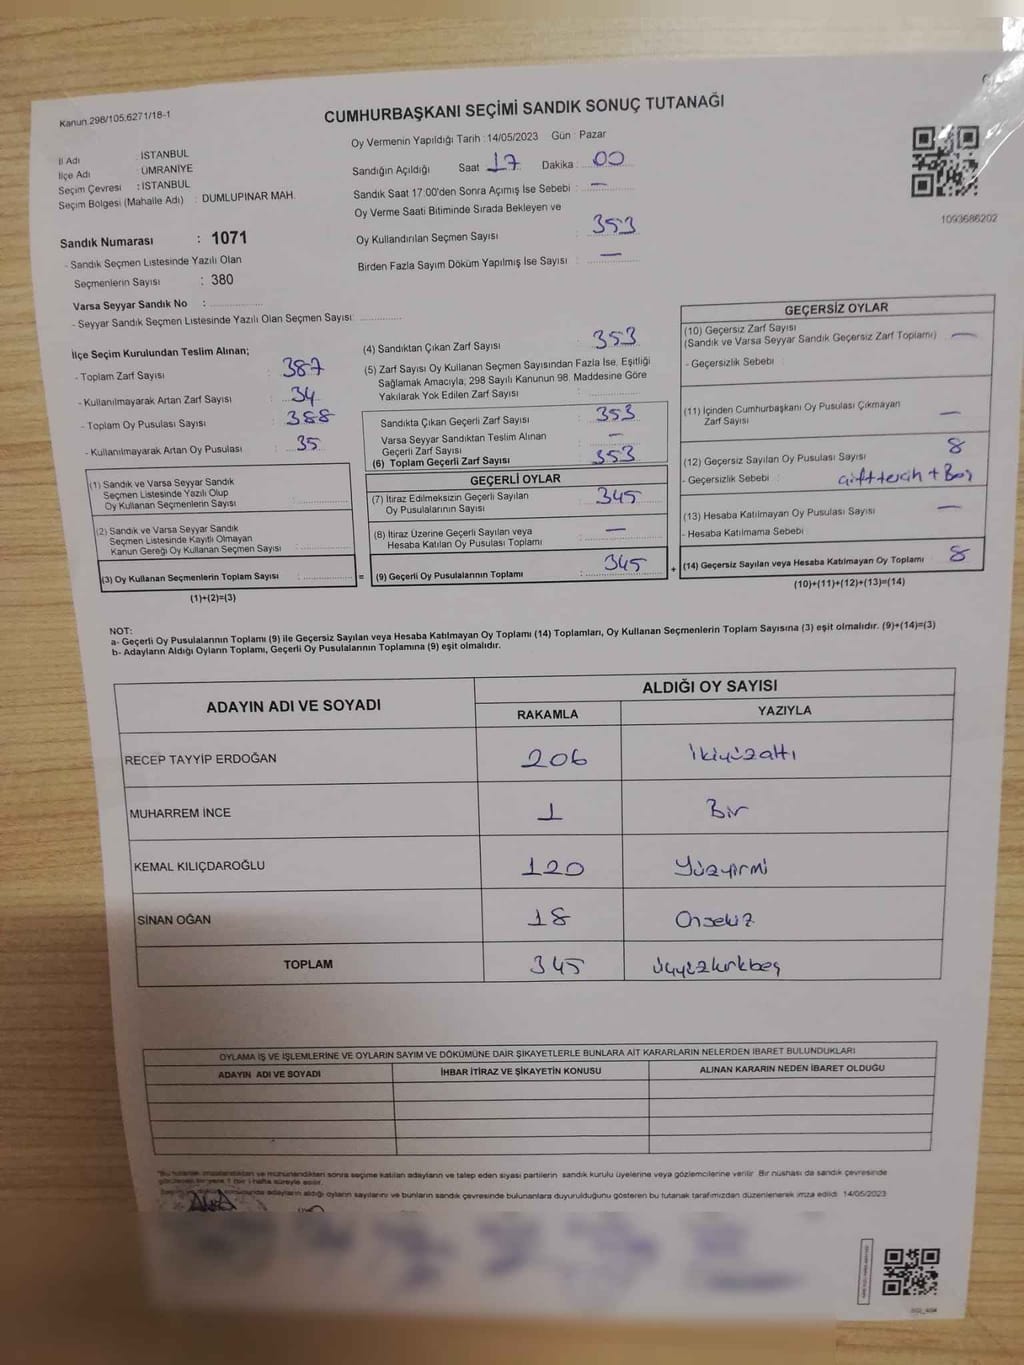 Kanun.298/105.6271/18-1
CUMHURBAŞKANI SEÇİMİ SANDIK SONUÇ TUTANAĞI
Oy Vermenin Yapıldığı Tarih : 14/05/2023 Gün : Pazar
İl Adı : İSTANBUL
İlçe Adı : ÜMRANİYE
Seçim Çevresi : İSTANBUL
Seçim Bölgesi (Mahalle Adı) : DUMLUPINAR MAH.
Sandığın Açıldığı Saat 17 Dakika : 00
Sandık Saat 17:00'den Sonra Açımış İse Sebebi : —
Oy Verme Saati Bitiminde Sırada Bekleyen ve
Oy Kullandırılan Seçmen Sayısı : 353
Birden Fazla Sayım Döküm Yapılmış İse Sayısı : —
1093686202
Sandık Numarası : 1071
- Sandık Seçmen Listesinde Yazılı Olan
Seçmenlerin Sayısı : 380
Varsa Seyyar Sandık No :
- Seyyar Sandık Seçmen Listesinde Yazılı Olan Seçmen Sayısı:
İlçe Seçim Kurulundan Teslim Alınan;
- Toplam Zarf Sayısı : 387
- Kullanılmayarak Artan Zarf Sayısı : 34
- Toplam Oy Pusulası Sayısı : 388
- Kullanılmayarak Artan Oy Pusulası : 35
(1) Sandık ve Varsa Seyyar Sandık
Seçmen Listesinde Yazılı Olup
Oy Kullanan Seçmenlerin Sayısı :
(2) Sandık ve Varsa Seyyar Sandık
Seçmen Listesinde Kayıtlı Olmayan
Kanun Gereği Oy Kullanan Seçmen Sayısı :
(3) Oy Kullanan Seçmenlerin Toplam Sayısı : =
(1)+(2)=(3)
(4) Sandıktan Çıkan Zarf Sayısı : 353
(5) Zarf Sayısı Oy Kullanan Seçmen Sayısından Fazla İse, Eşitliği
Sağlamak Amacıyla; 298 Sayılı Kanunun 98. Maddesine Göre
Yakılarak Yok Edilen Zarf Sayısı :
Sandıkta Çıkan Geçerli Zarf Sayısı : 353
Varsa Seyyar Sandıktan Teslim Alınan
Geçerli Zarf Sayısı : —
(6) Toplam Geçerli Zarf Sayısı : 353
GEÇERLİ OYLAR
(7) İtiraz Edilmeksizin Geçerli Sayılan
Oy Pusulalarının Sayısı : 345
(8) İtiraz Üzerine Geçerli Sayılan veya
Hesaba Katılan Oy Pusulası Toplamı : —
(9) Geçerli Oy Pusulalarının Toplamı : 345 +
GEÇERSİZ OYLAR
(10) Geçersiz Zarf Sayısı
(Sandık ve Varsa Seyyar Sandık Geçersiz Zarf Toplamı) —
- Geçersizlik Sebebi :
(11) İçinden Cumhurbaşkanı Oy Pusulası Çıkmayan
Zarf Sayısı —
(12) Geçersiz Sayılan Oy Pusulası Sayısı 8
- Geçersizlik Sebebi : çifttercih + Boş
(13) Hesaba Katılmayan Oy Pusulası Sayısı —
- Hesaba Katılmama Sebebi :
(14) Geçersiz Sayılan veya Hesaba Katılmayan Oy Toplamı 8
(10)+(11)+(12)+(13)=(14)
NOT:
a- Geçerli Oy Pusulalarının Toplamı (9) ile Geçersiz Sayılan veya Hesaba Katılmayan Oy Toplamı (14) Toplamları, Oy Kullanan Seçmenlerin Toplam Sayısına (3) eşit olmalıdır. (9)+(14)=(3)
b- Adayların Aldığı Oyların Toplamı, Geçerli Oy Pusulalarının Toplamına (9) eşit olmalıdır.
ADAYIN ADI VE SOYADI
ALDIĞI OY SAYISI
RAKAMLA YAZIYLA
RECEP TAYYİP ERDOĞAN 206 ikiyüzaltı
MUHARREM İNCE 1 Bir
KEMAL KILIÇDAROĞLU 120 Yüzyirmi
SİNAN OĞAN 18 Onsekiz
TOPLAM 345 üçyüzkırkbeş
OYLAMA İŞ VE İŞLEMLERİNE VE OYLARIN SAYIM VE DÖKÜMÜNE DAİR ŞİKAYETLERLE BUNLARA AİT KARARLARIN NELERDEN İBARET BULUNDUKLARI
ADAYIN ADI VE SOYADI İHBAR İTİRAZ VE ŞİKAYETİN KONUSU ALINAN KARARIN NEDEN İBARET OLDUĞU
ve mühürlendikten sonra seçime katılan adayların ve talep eden siyasi partilerin sandık kurulu üyelerine veya gözlemcilerine verilir. Bir nüshası da sandık çevresinde
süreyle asılır.
adayların aldığı oyların sayılarını ve bunların sandık çevresinde bulunanlara duyurulduğunu gösteren bu tutanak tarafımızdan düzenlenerek imza edildi. 14/05/2023